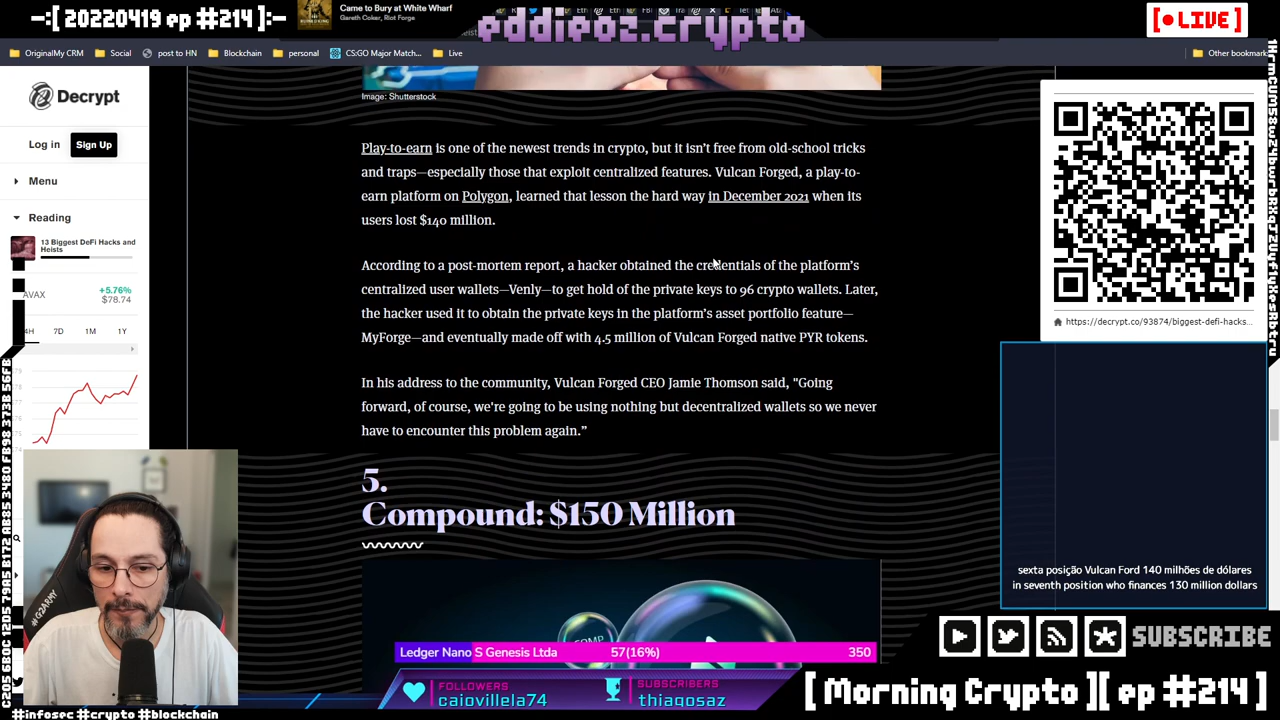 -:[ 20220419 ep #214 ]:-
Came to Bury at White Wharf
Gareth Coker, Riot Forge
eddieoz.crypto
[●LIVE]
OriginalMy CRM
Social
post to HN
Blockchain
personal
CS:GO Major Match...
Live
Other bookmark
Decrypt
Log in
Sign Up
Menu
Reading
13 Biggest DeFi Hacks and
Heists
AVAX
+5.76%
$78.74
4H
7D
1M
1Y
Image: Shutterstock
Play-to-earn is one of the newest trends in crypto, but it isn't free from old-school tricks
and traps—especially those that exploit centralized features. Vulcan Forged, a play-to-
earn platform on Polygon, learned that lesson the hard way in December 2021 when its
users lost $140 million.
According to a post-mortem report, a hacker obtained the credentials of the platform's
centralized user wallets—Venly—to get hold of the private keys to 96 crypto wallets. Later,
the hacker used it to obtain the private keys in the platform's asset portfolio feature—
MyForge—and eventually made off with 4.5 million of Vulcan Forged native PYR tokens.
In his address to the community, Vulcan Forged CEO Jamie Thomson said, "Going
forward, of course, we're going to be using nothing but decentralized wallets so we never
have to encounter this problem again.”
5.
Compound: $150 Million
COMP
https://decrypt.co/93874/biggest-defi-hacks...
sexta posição Vulcan Ford 140 milhões de dólares
in seventh position who finances 130 million dollars
Ledger Nano S Genesis Ltda
57(16%)
350
FOLLOWERS
caiovillela74
SUBSCRIBERS
thiagosaz
SUBSCRIBE
[ Morning Crypto ][ ep #214 ]
#infosec #crypto #blockchain